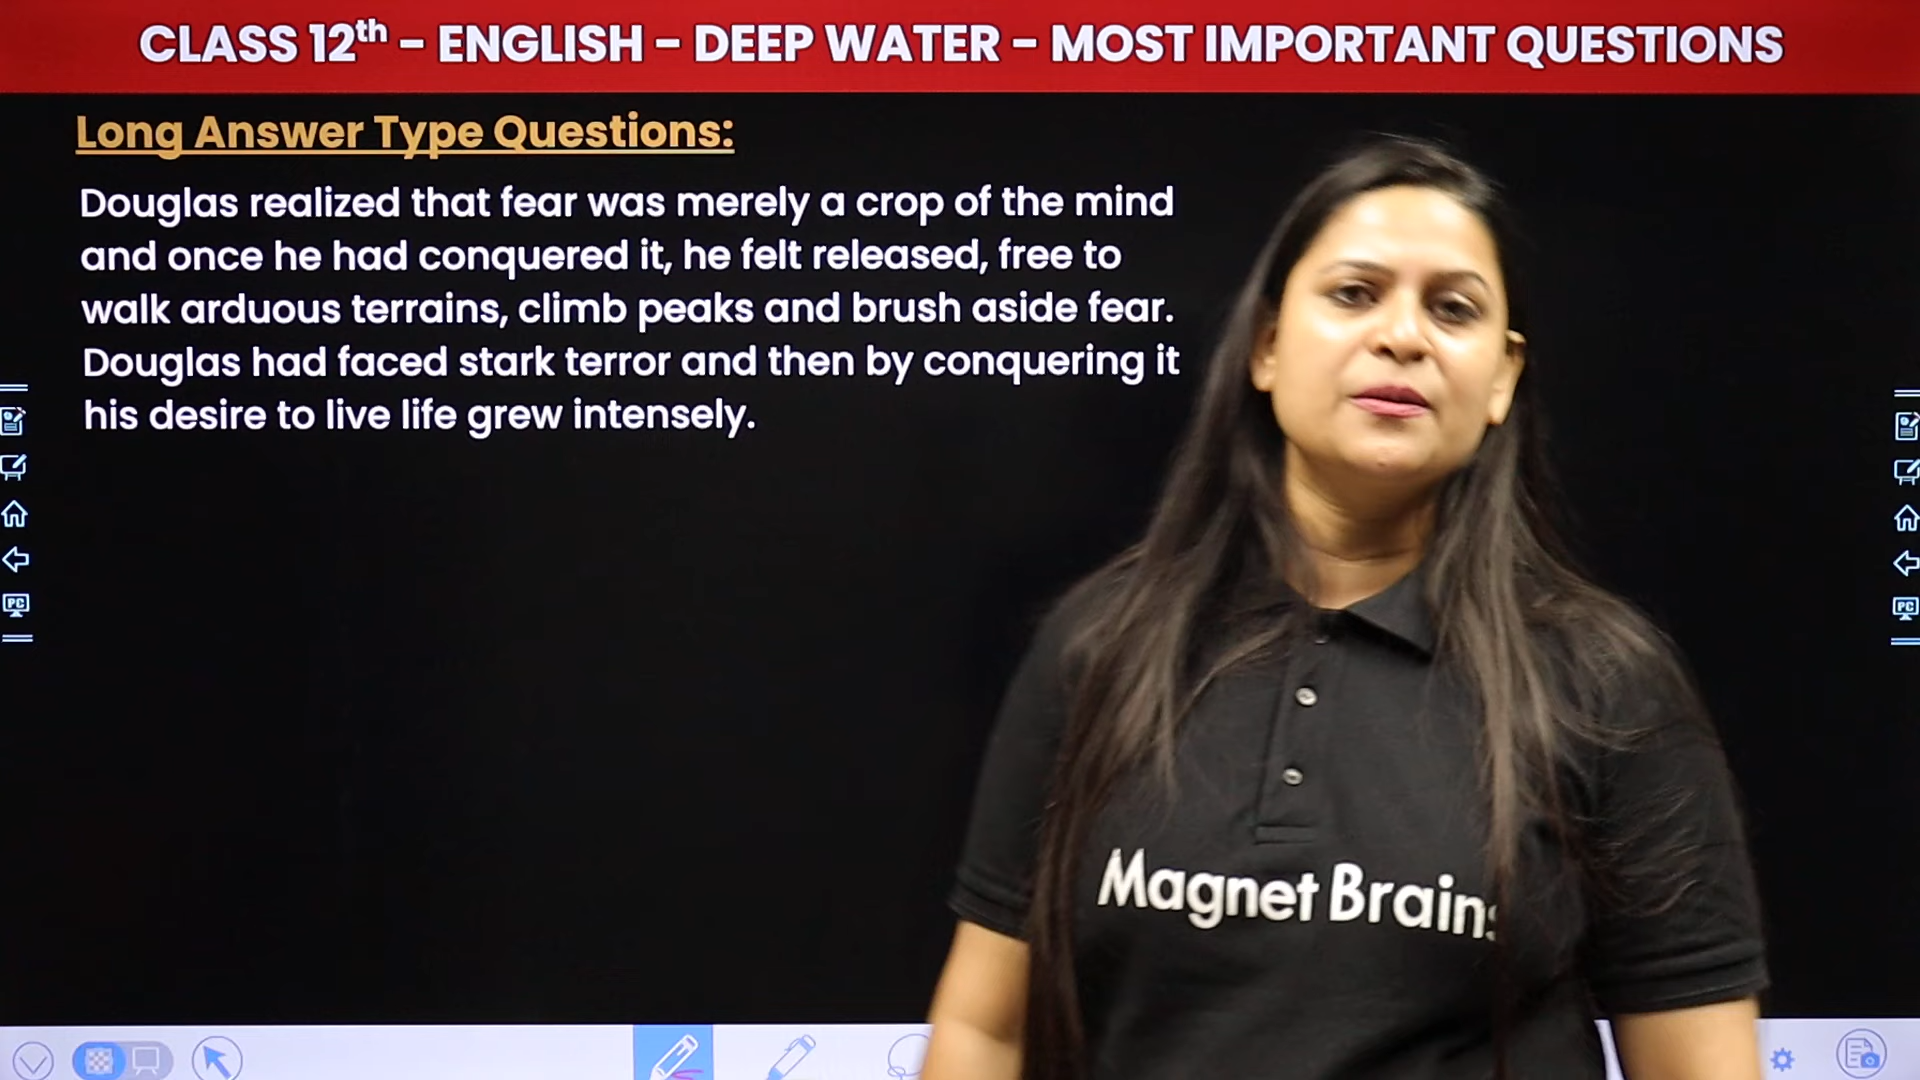 CLASS 12th – ENGLISH – DEEP WATER – MOST IMPORTANT QUESTIONS
Long Answer Type Questions:
Douglas realized that fear was merely a crop of the mind
and once he had conquered it, he felt released, free to
walk arduous terrains, climb peaks and brush aside fear.
Douglas had faced stark terror and then by conquering it
his desire to live life grew intensely.
PC
PC
Magnet Brains